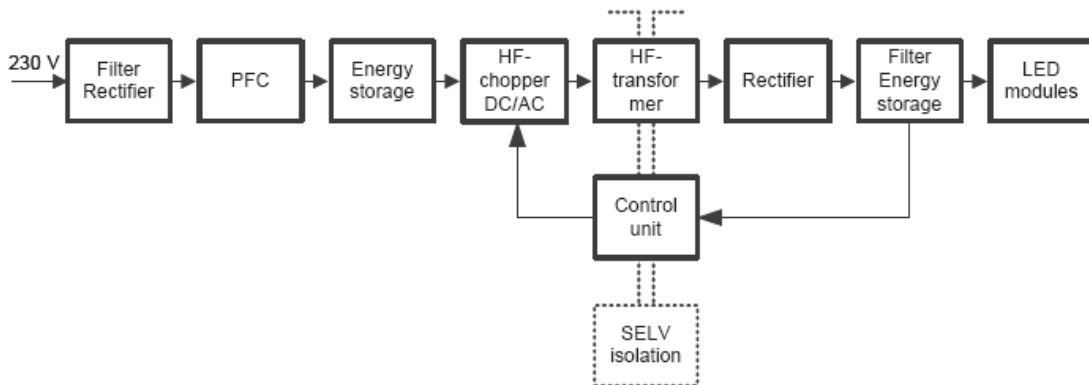 230 V
Filter
Rectifier
PFC
Energy
storage
HF-
chopper
DC/AC
HF-
transfor
mer
Rectifier
Filter
Energy
storage
LED
modules
Control
unit
SELV
isolation